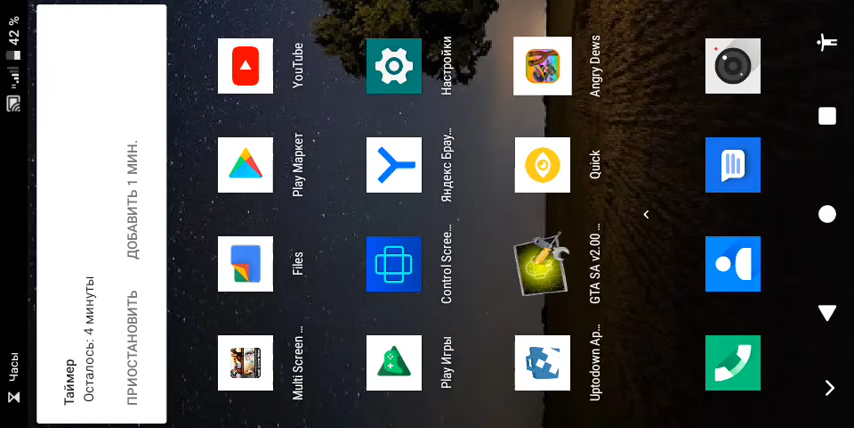 Часы
42 %
Таймер
Осталось: 4 минуты
ПРИОСТАНОВИТЬ ДОБАВИТЬ 1 МИН.
Multi Screen ...
Files
Play Маркет
YouTube
Play Игры
Control Scree...
Яндекс Брау...
Настройки
Uptodown Ap...
GTA SA v2.00 ...
Quick
Angry Dews